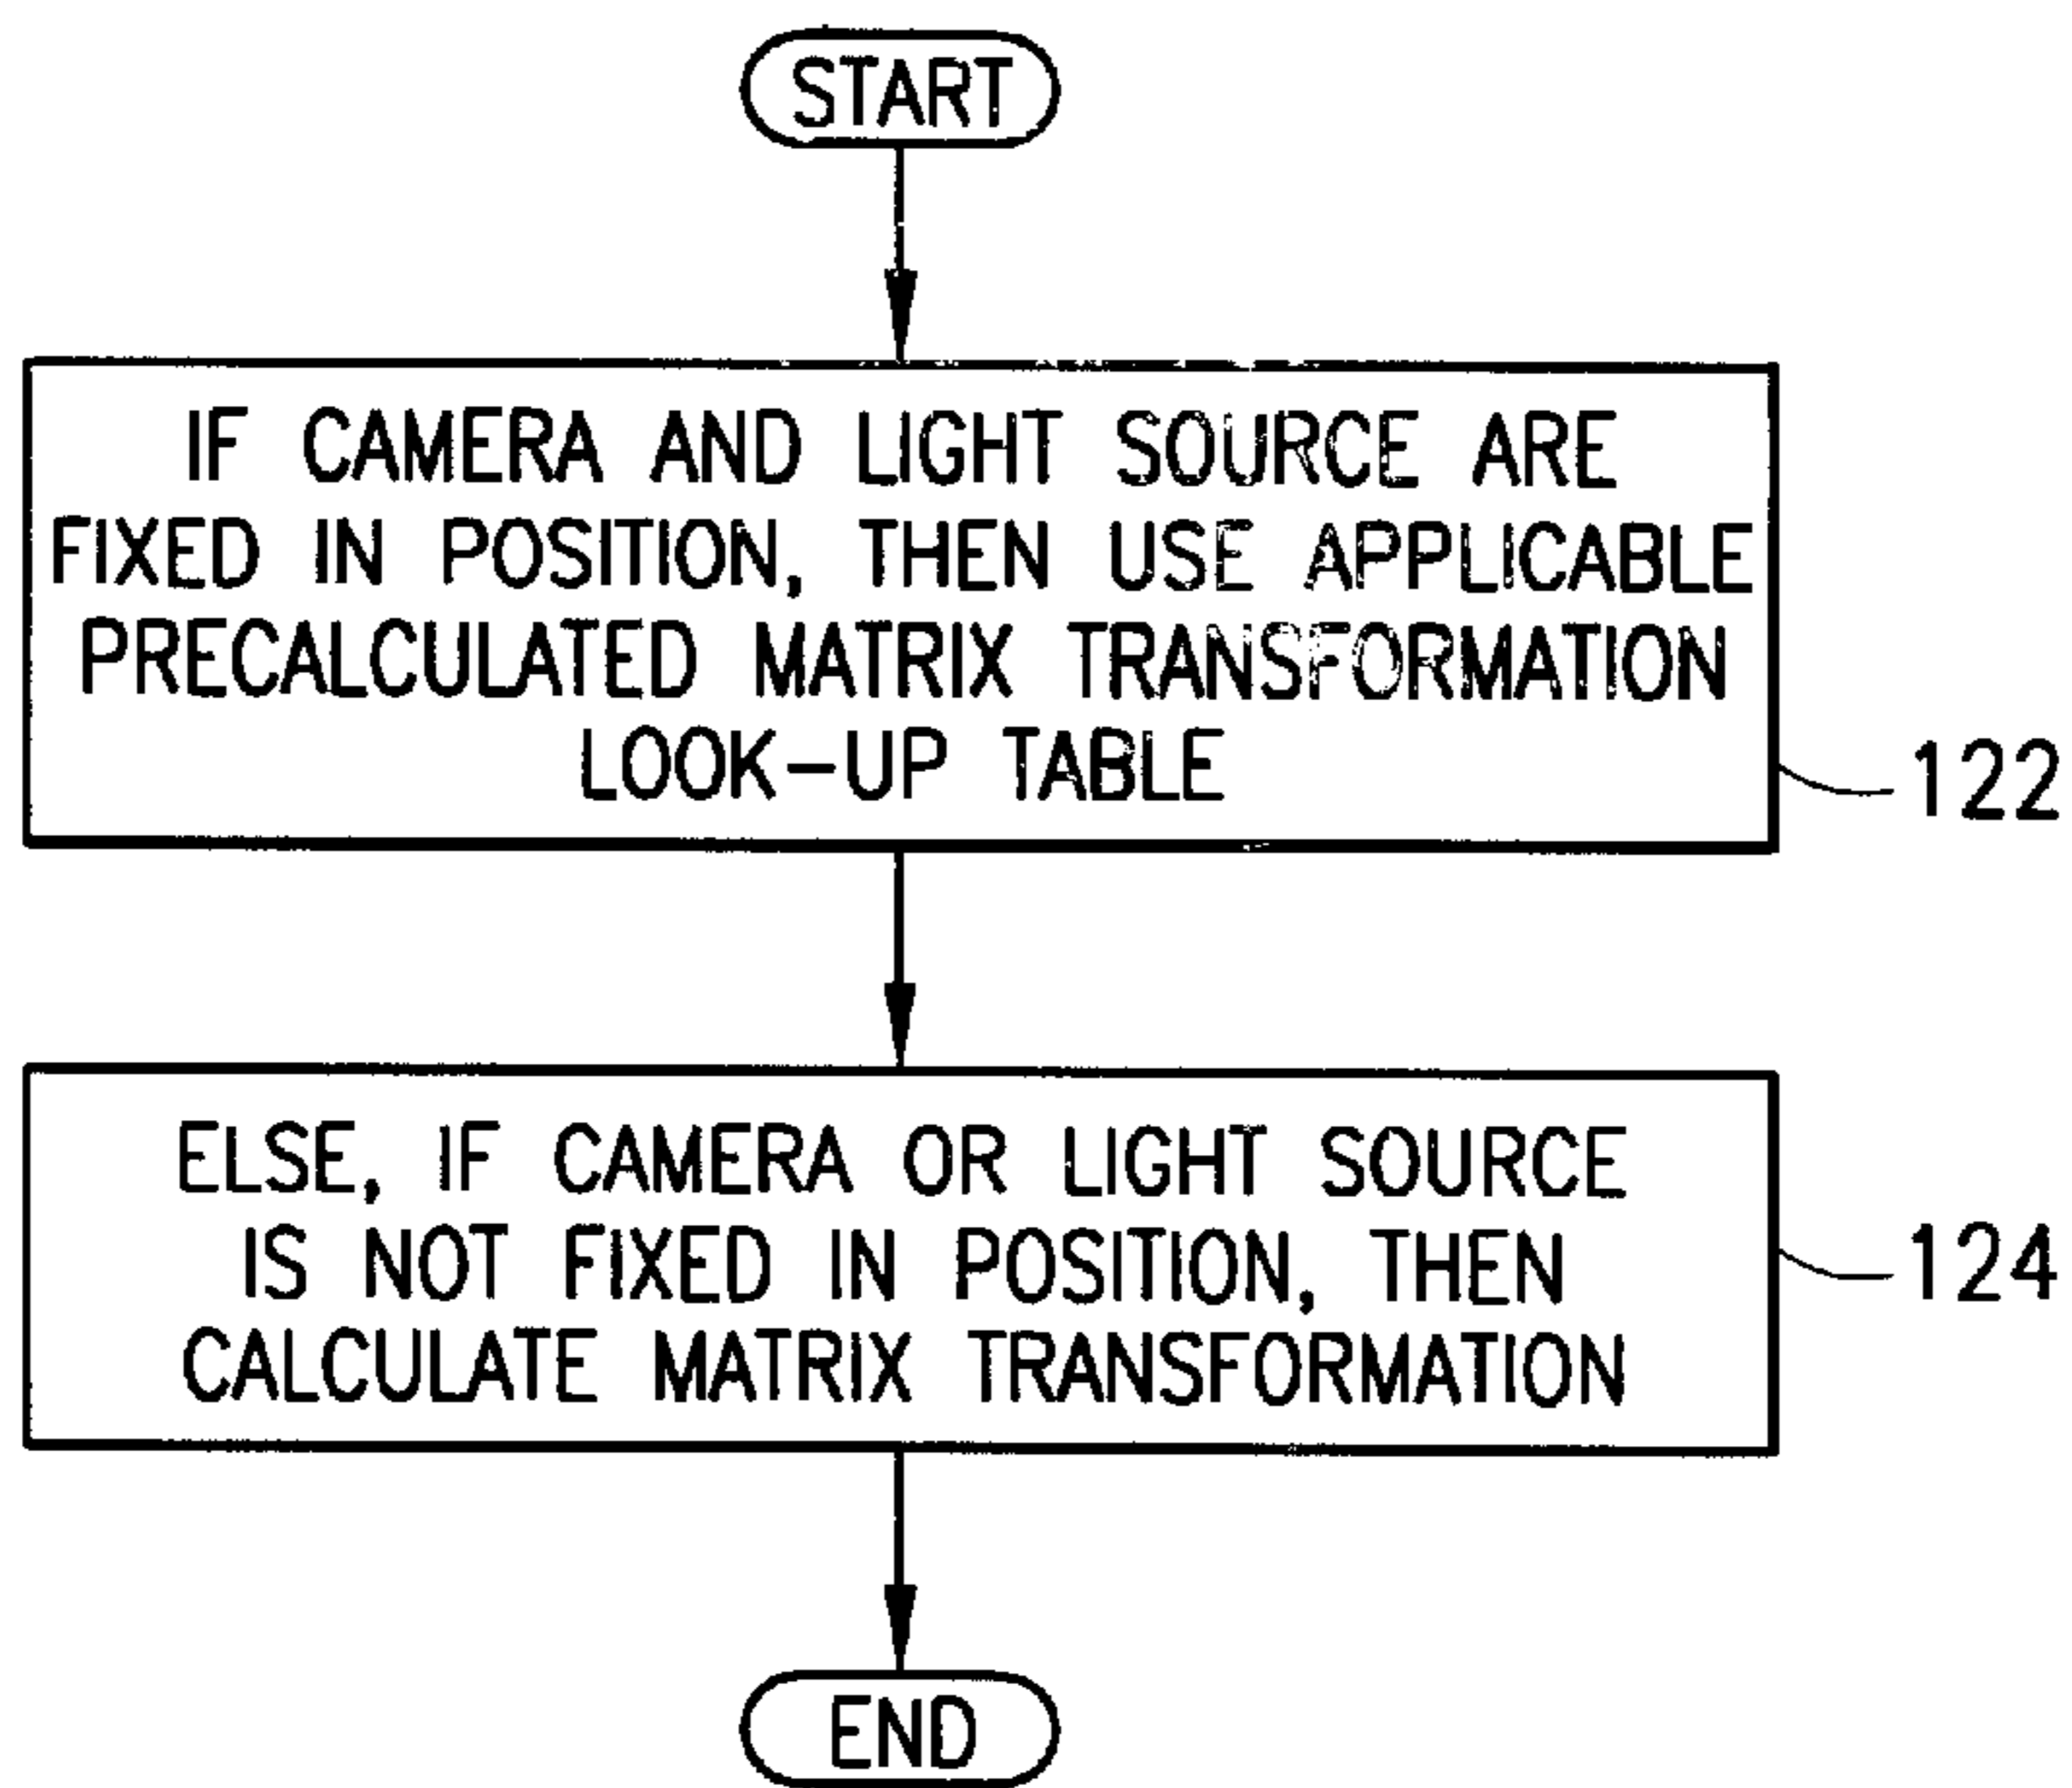 START
IF CAMERA AND LIGHT SOURCE ARE
FIXED IN POSITION, THEN USE APPLICABLE
PRECALCULATED MATRIX TRANSFORMATION
LOOK-UP TABLE
122
ELSE, IF CAMERA OR LIGHT SOURCE
IS NOT FIXED IN POSITION, THEN
CALCULATE MATRIX TRANSFORMATION
124
END